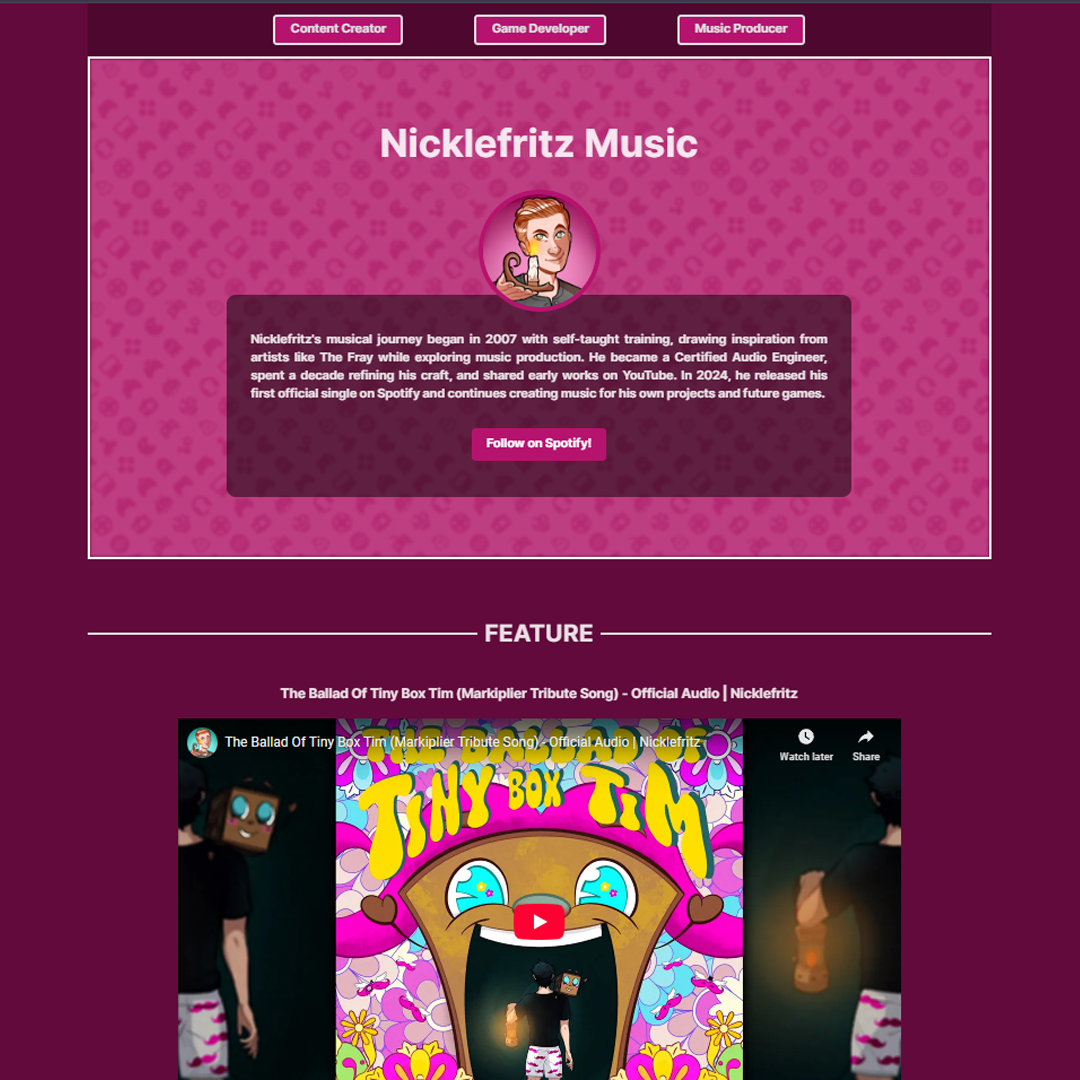 Content Creator
Game Developer
Music Producer
Nicklefritz Music
Nicklefritz's musical journey began in 2007 with self-taught training, drawing inspiration from
artists like The Fray while exploring music production. He became a Certified Audio Engineer,
spent a decade refining his craft, and shared early works on YouTube. In 2024, he released his
first official single on Spotify and continues creating music for his own projects and future games.
Follow on Spotify!
FEATURE
The Ballad Of Tiny Box Tim (Markiplier Tribute Song) - Official Audio | Nicklefritz
The Ballad Of Tiny Box Tim (Markiplier Tribute Song) - Official Audio | Nicklefritz
Watch later
Share
THE BALLAD OF
TINY BOX TIM